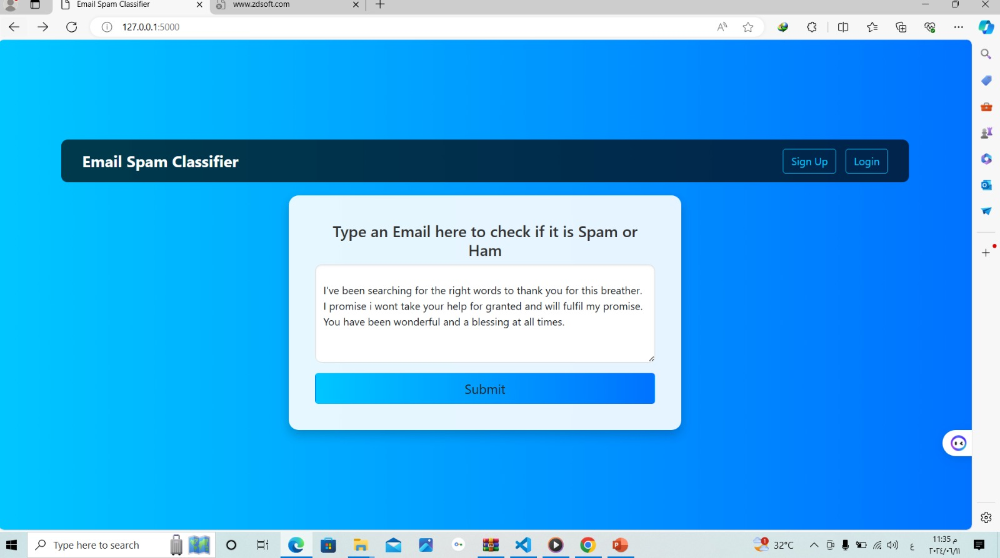 Email Spam Classifier
www.zdsoft.com
127.0.0.1:5000
Email Spam Classifier
Sign Up
Login
Type an Email here to check if it is Spam or
Ham
I've been searching for the right words to thank you for this breather.
I promise i wont take your help for granted and will fulfil my promise.
You have been wonderful and a blessing at all times.
Submit
Type here to search
1
32°C
ع
11:35 م
٢٠٢٤/٠٦/١١